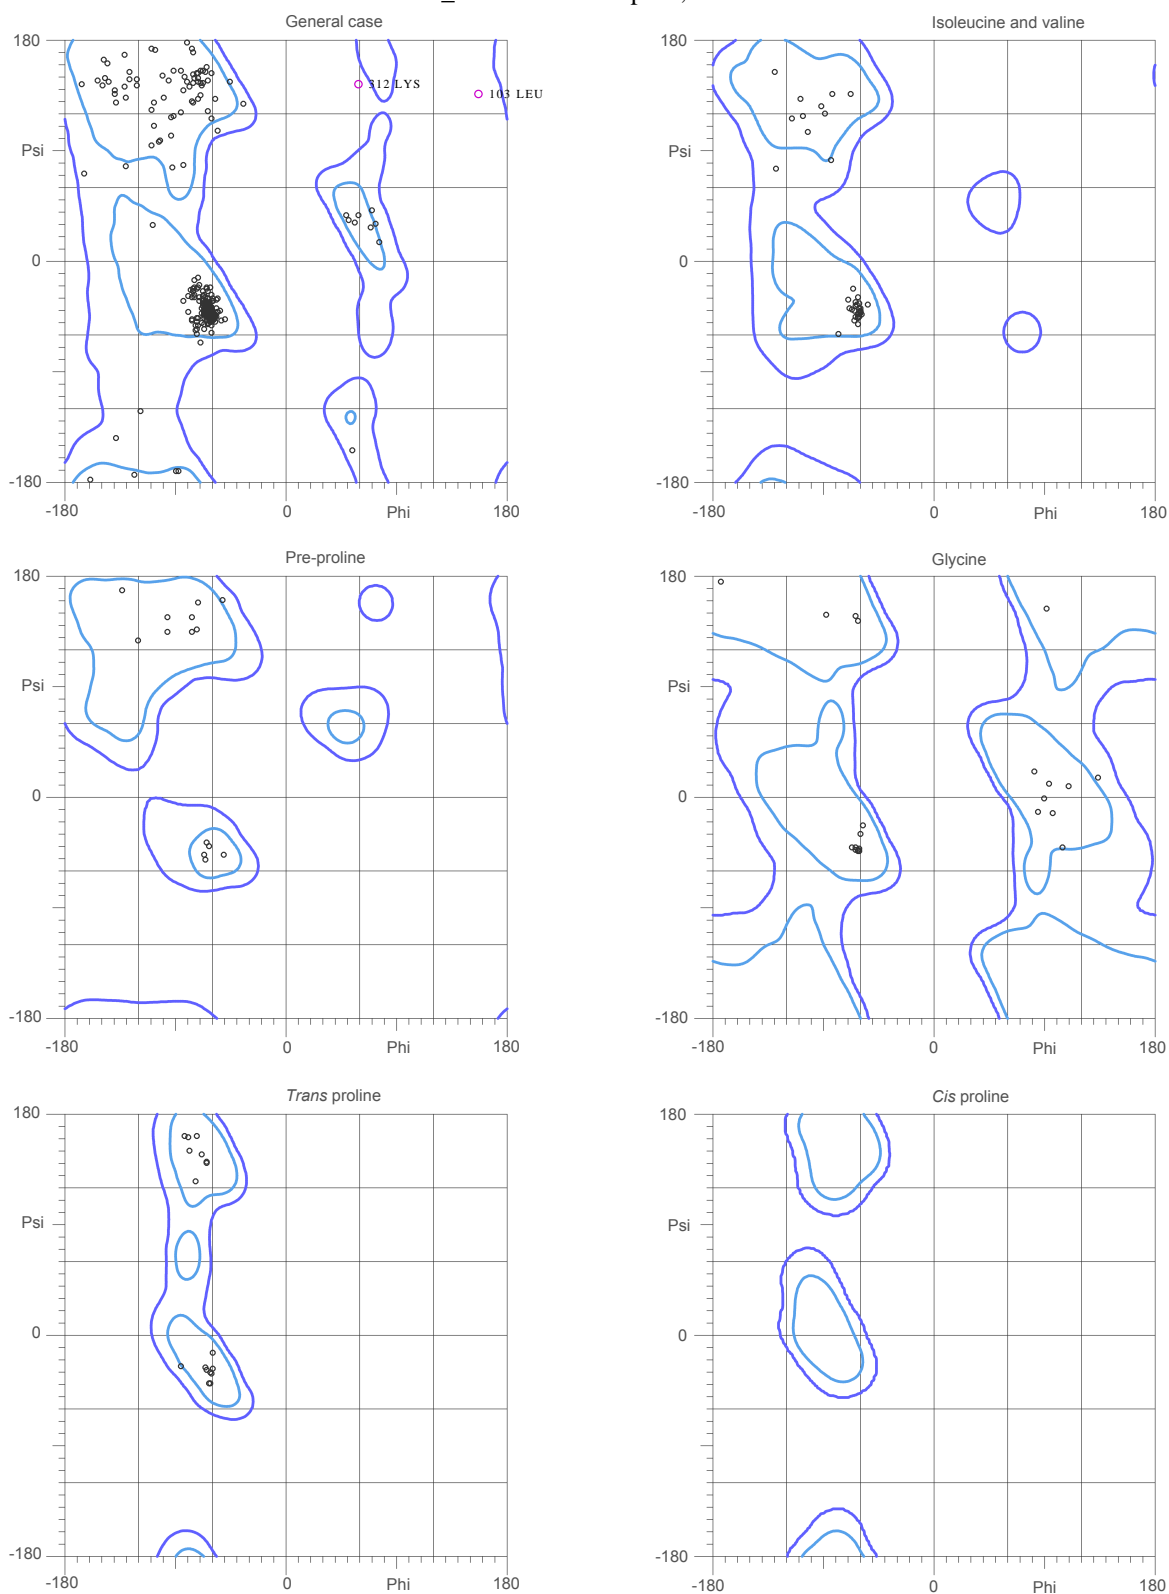 General case
180
312 LYS
103 LEU
Psi
0
-180
-180
0
Phi
180
Isoleucine and valine
180
Psi
0
-180
-180
0
Phi
180
Pre-proline
180
Psi
0
-180
-180
0
Phi
180
Glycine
180
Psi
0
-180
-180
0
Phi
180
Trans proline
180
Psi
0
-180
-180
0
Phi
180
Cis proline
180
Psi
0
-180
-180
0
Phi
180